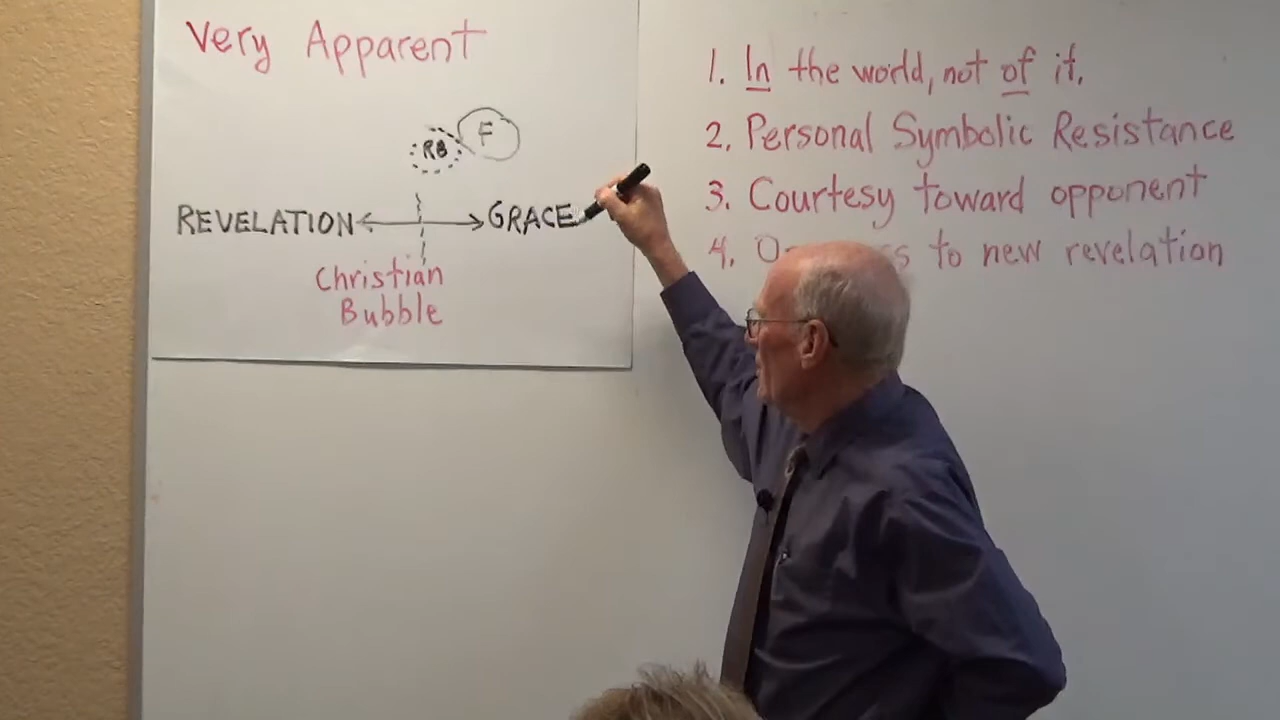 Very Apparent
RB F
REVELATION GRACE
Christian
Bubble
1. In the world, not of it.
2. Personal Symbolic Resistance
3. Courtesy toward opponent
4. to new revelation